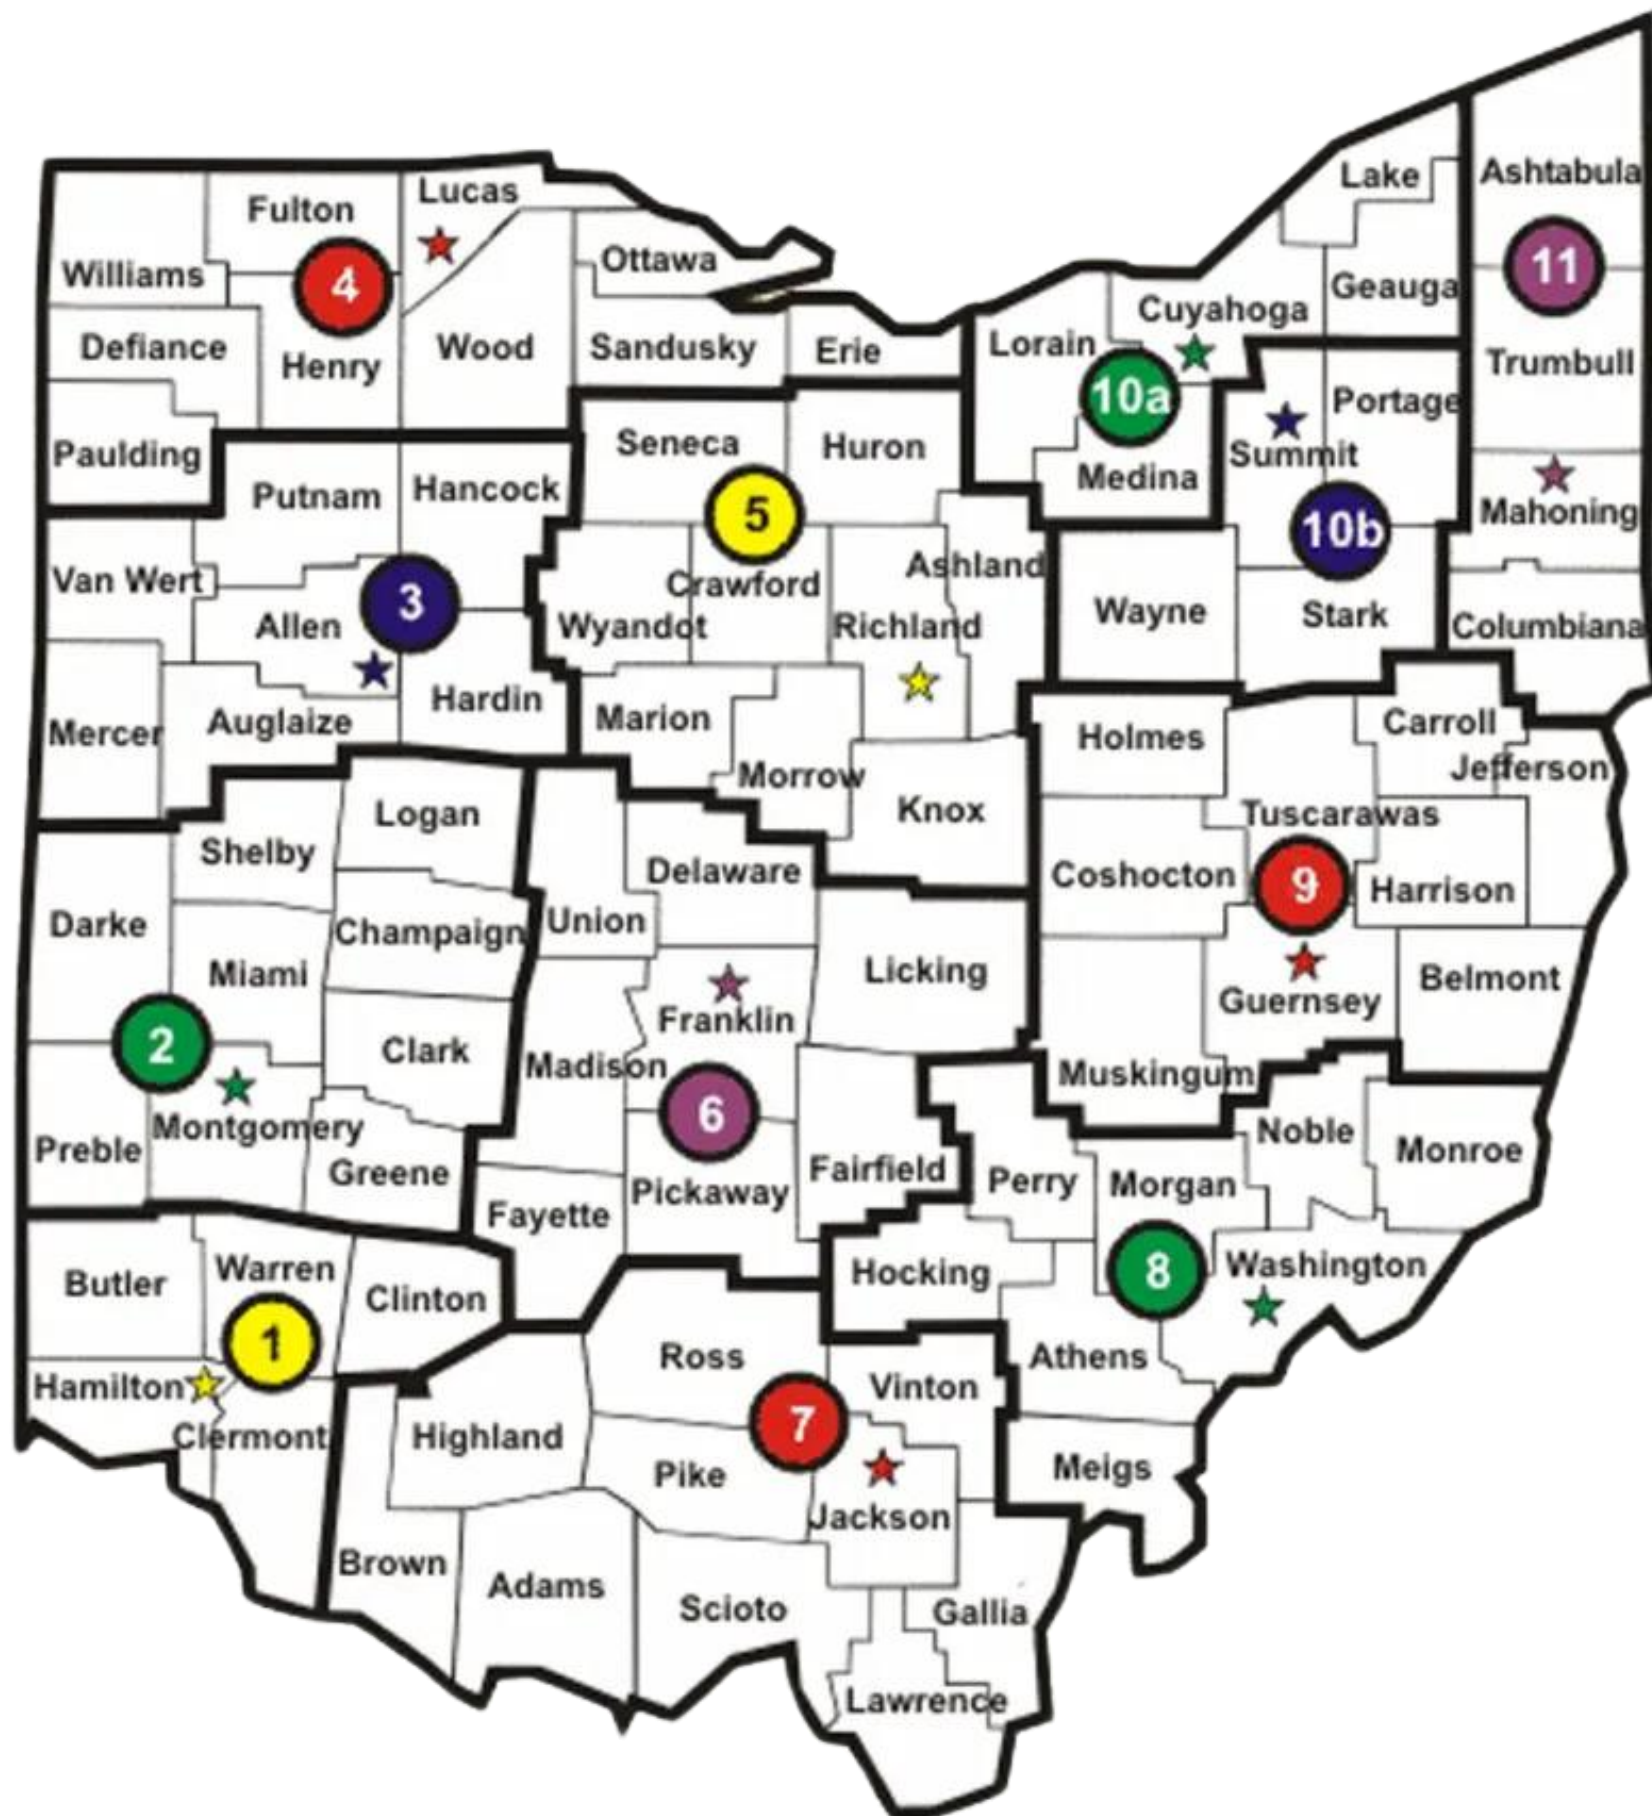 Lake
Ashtabula
Lucas
Fulton
Ottawa
11
Williams
4
Geauga
Cuyahoga
Defiance
Henry
Wood
Sandusky
Erie
Lorain
Trumbull
10a
Portage
Paulding
Seneca
Huron
Summit
Medina
Putnam
Hancock
5
Mahoning
10b
Van Wert
3
Crawford
Ashland
Allen
Wyandot
Richland
Wayne
Stark
Columbiana
Mercer
Auglaize
Hardin
Marion
Holmes
Carroll
Jefferson
Morrow
Logan
Knox
Tuscarawas
Shelby
Delaware
Coshocton
9
Harrison
Darke
Champaign
Union
Miami
Licking
Belmont
Franklin
Guernsey
2
Clark
Madison
Muskingum
6
Montgomery
Noble
Preble
Greene
Fairfield
Perry
Morgan
Monroe
Fayette
Pickaway
Butler
Warren
Clinton
Hocking
8
Washington
1
Ross
Athens
Hamilton
Vinton
Clermont
Highland
7
Pike
Meigs
Jackson
Brown
Adams
Scioto
Gallia
Lawrence